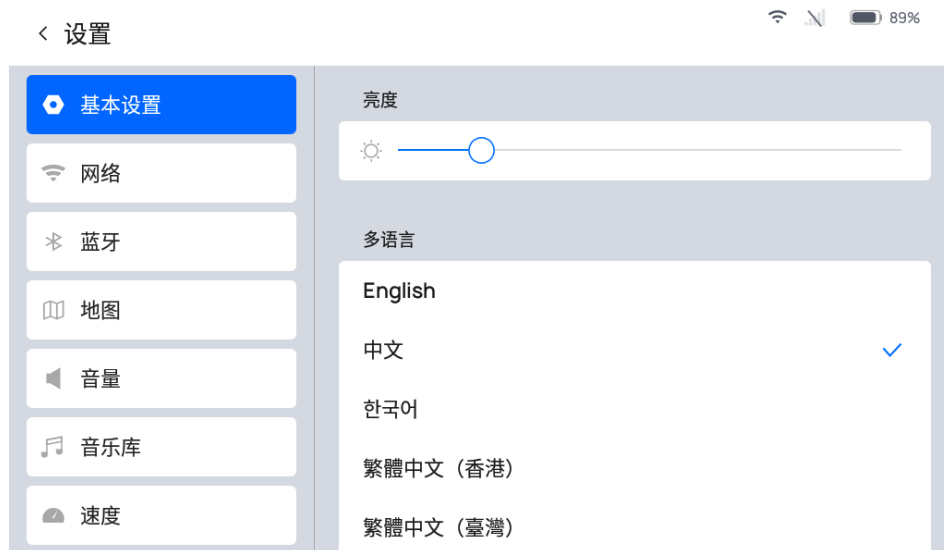 89%
设置
基本设置
网络
蓝牙
地图
音量
音乐库
速度
亮度
多语言
English
中文
한국어
繁體中文（香港）
繁體中文（臺灣）